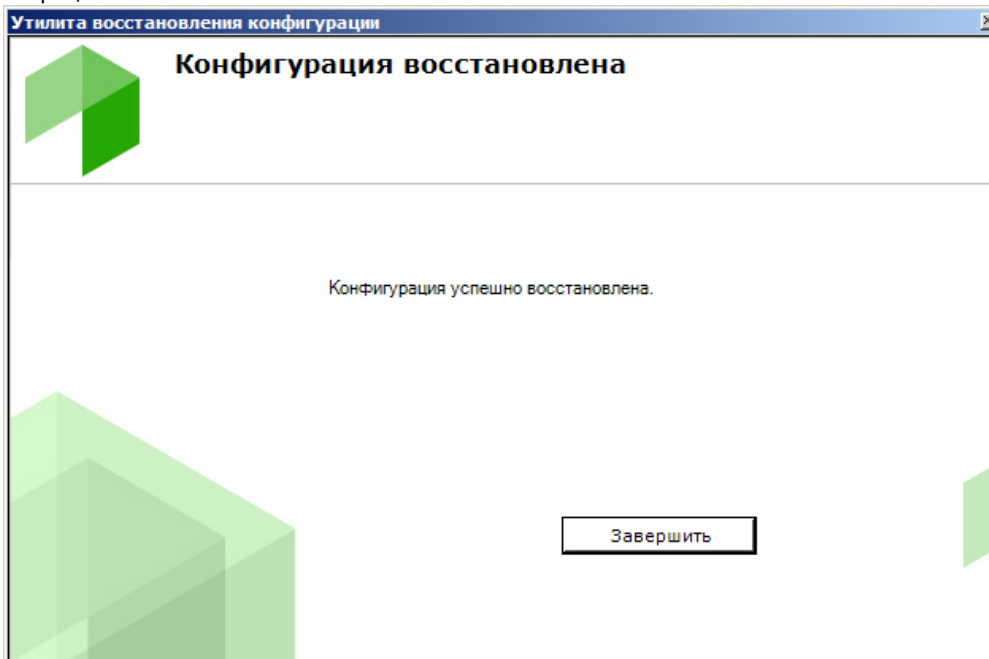 Утилита восстановления конфигурации
Конфигурация восстановлена
Конфигурация успешно восстановлена.
Завершить